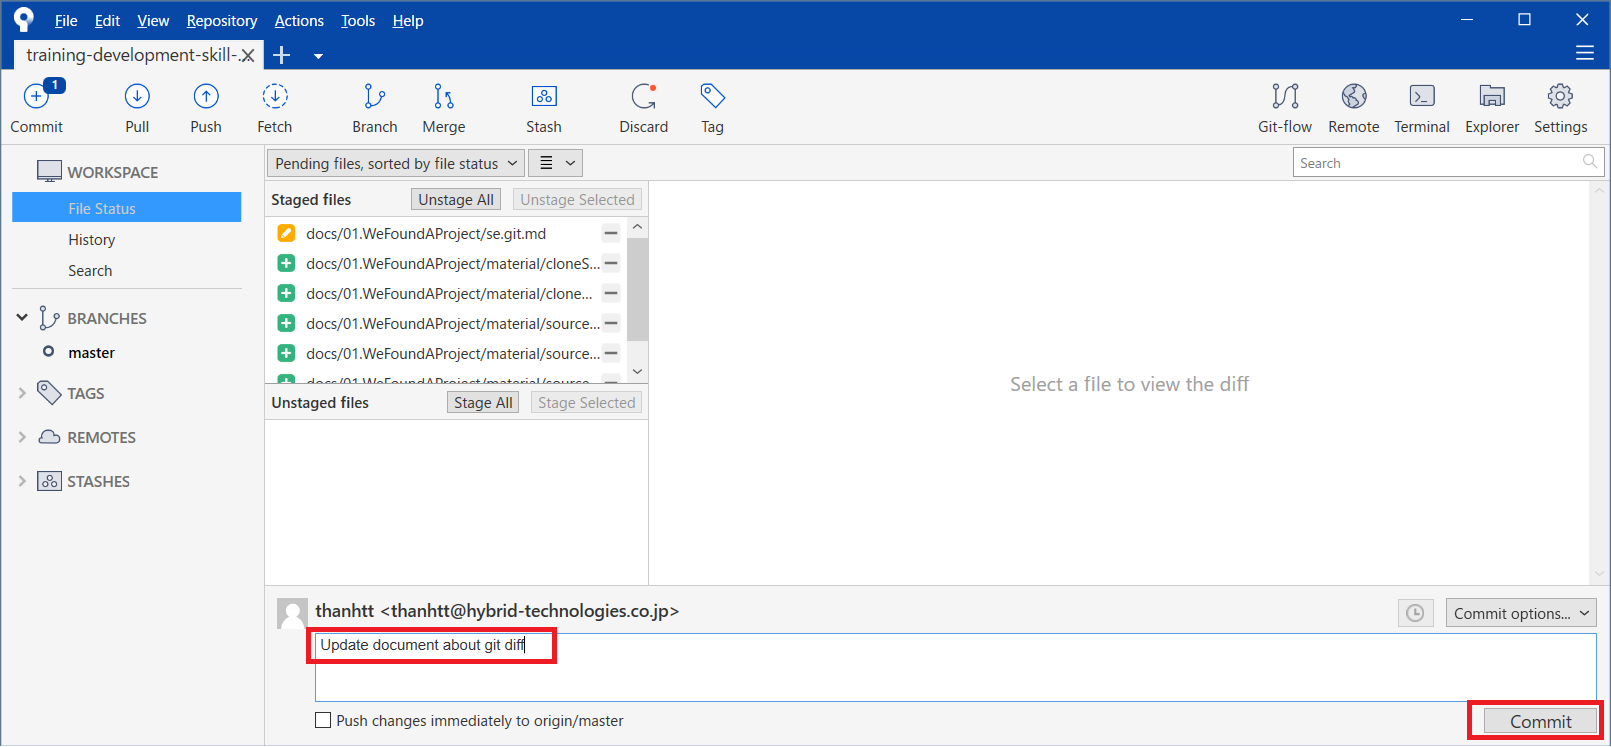 File Edit View Repository Actions Tools Help
training-development-skill-...
1
Commit Pull Push Fetch Branch Merge Stash Discard Tag Git-flow Remote Terminal Explorer Settings
WORKSPACE
File Status
History
Search
BRANCHES
master
TAGS
REMOTES
STASHES
Pending files, sorted by file status
Search
Staged files Unstage All Unstage Selected
docs/01.WeFoundAProject/se.git.md
docs/01.WeFoundAProject/material/cloneS...
docs/01.WeFoundAProject/material/clone...
docs/01.WeFoundAProject/material/source...
docs/01.WeFoundAProject/material/source...
docs/01.WeFoundAProject/material/source...
Unstaged files Stage All Stage Selected
Select a file to view the diff
thanhtt <thanhtt@hybrid-technologies.co.jp>
Commit options...
Update document about git diff
Push changes immediately to origin/master
Commit